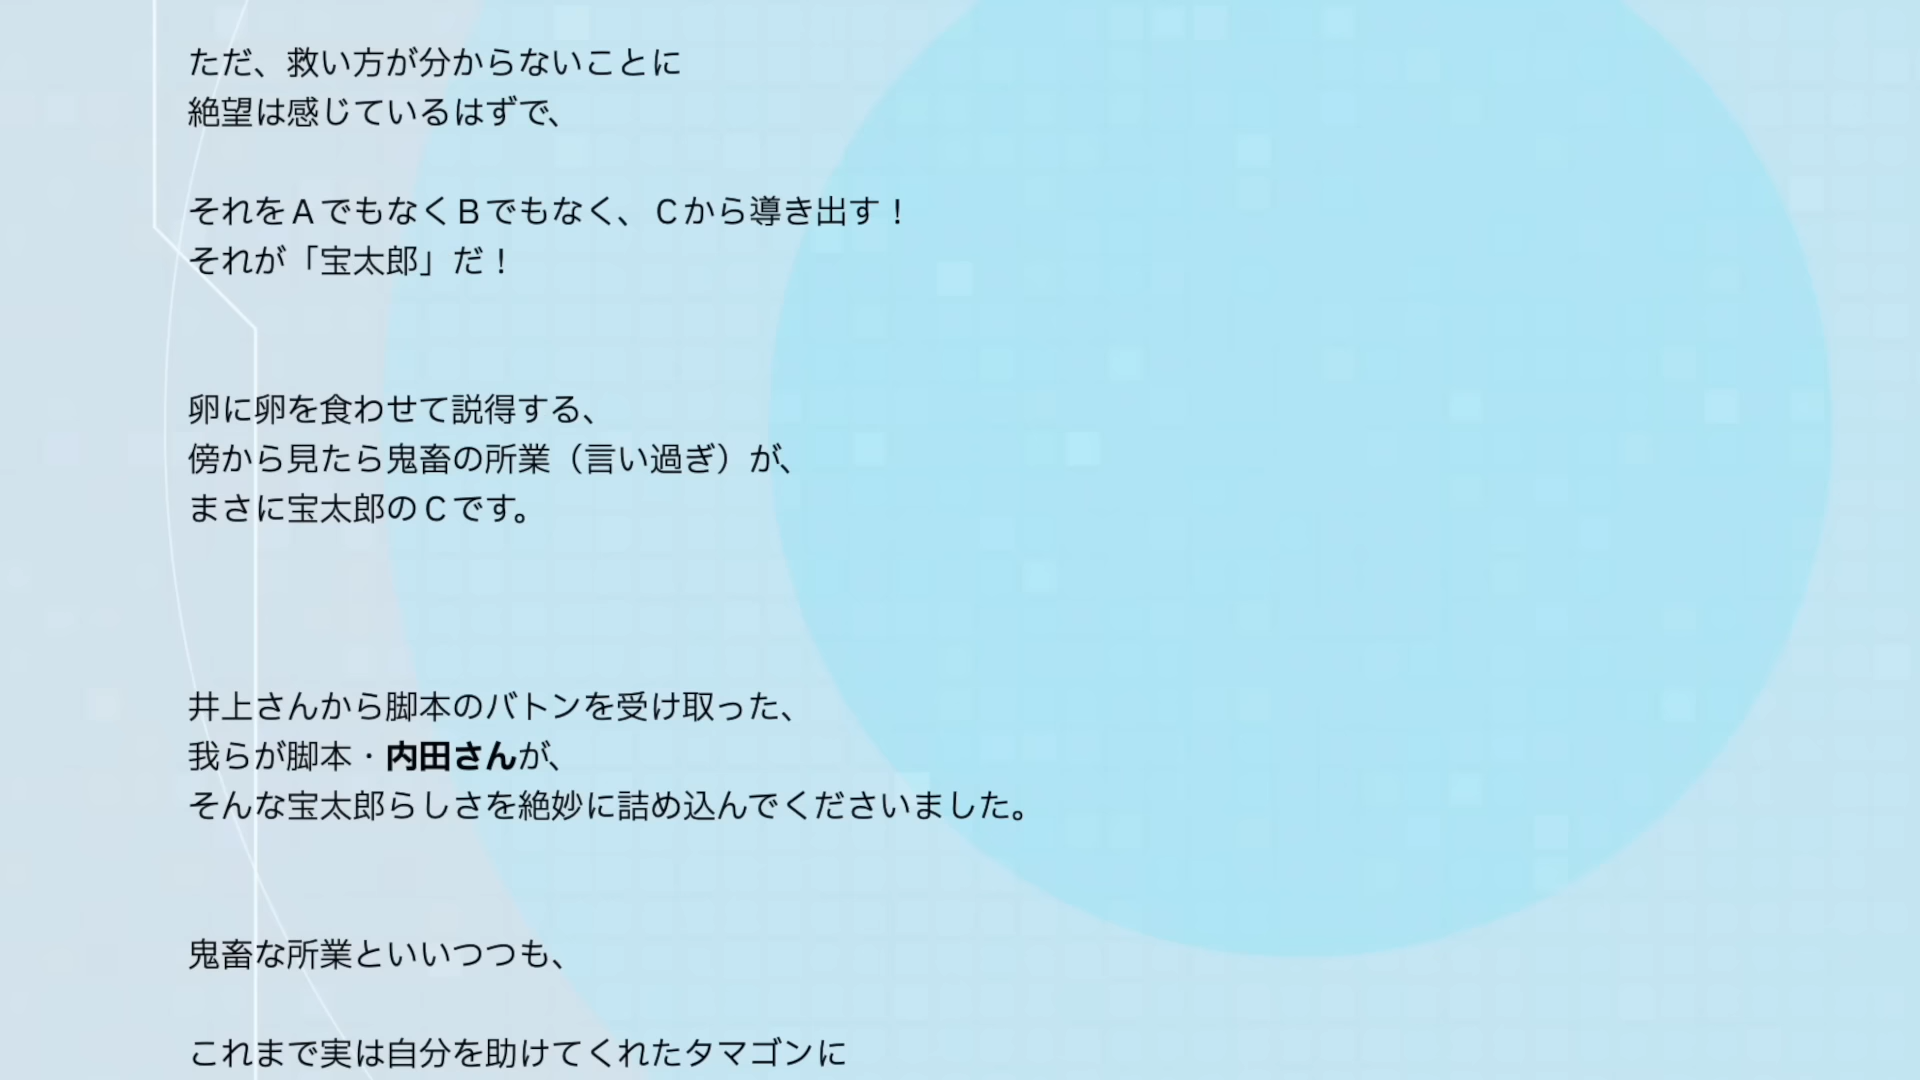 ただ、救い方が分からないことに
絶望は感じているはずで、
それをＡでもなくＢでもなく、Ｃから導き出す！
それが「宝太郎」だ！
卵に卵を食わせて説得する、
傍から見たら鬼畜の所業（言い過ぎ）が、
まさに宝太郎のＣです。
井上さんから脚本のバトンを受け取った、
我らが脚本・内田さんが、
そんな宝太郎らしさを絶妙に詰め込んでくださいました。
鬼畜な所業といいつつも、
これまで実は自分を助けてくれたタマゴンに